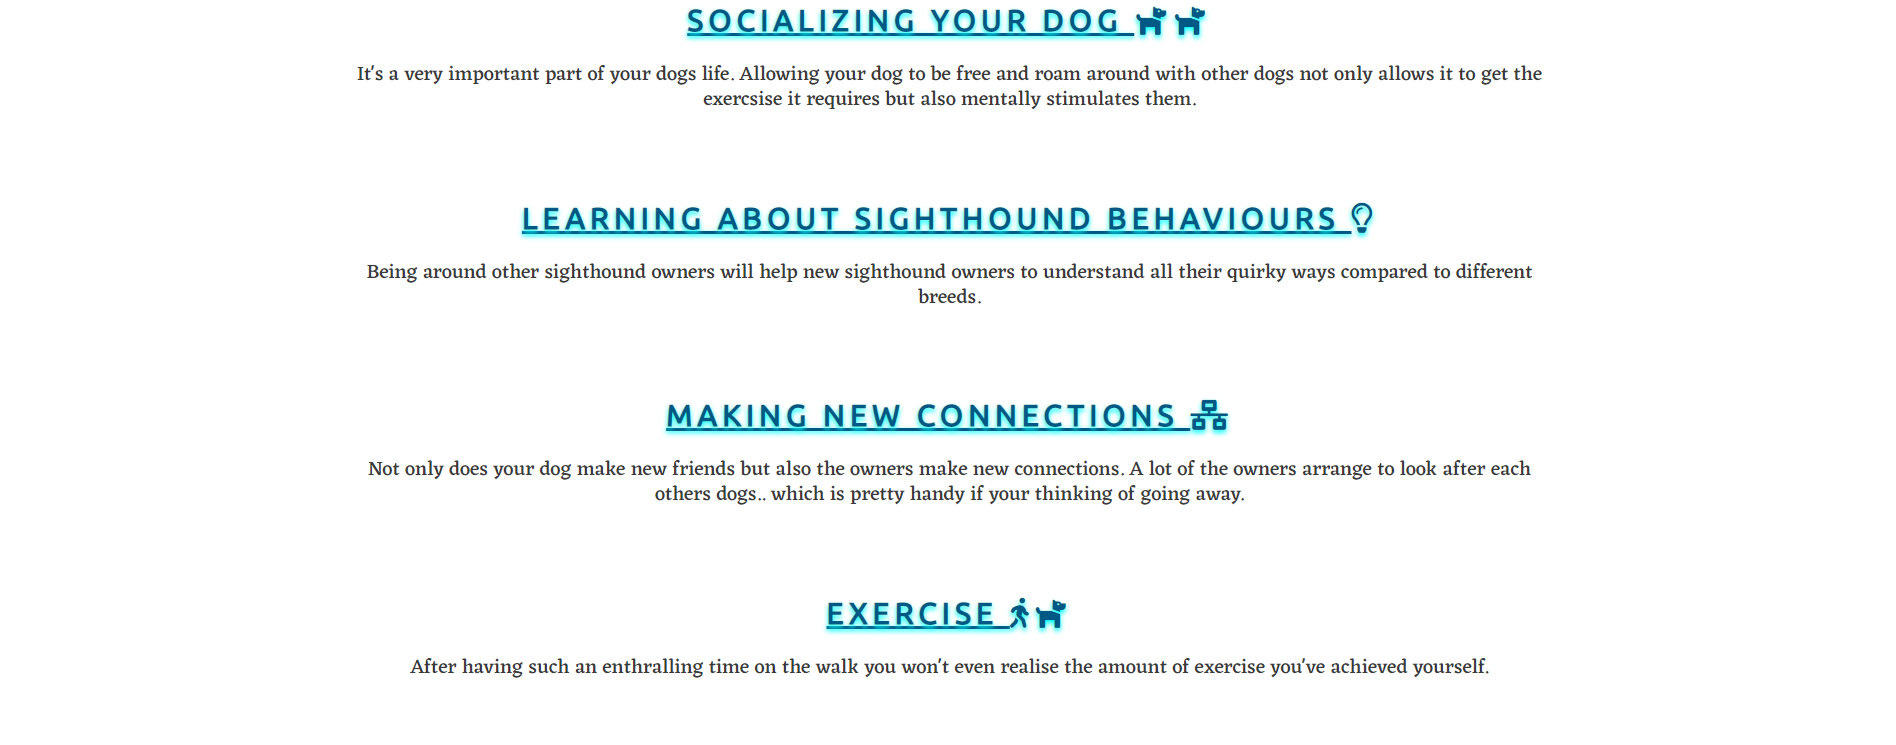 SOCIALIZING YOUR DOG
It's a very important part of your dogs life. Allowing your dog to be free and roam around with other dogs not only allows it to get the
exercsise it requires but also mentally stimulates them.
LEARNING ABOUT SIGHTHOUND BEHAVIOURS
Being around other sighthound owners will help new sighthound owners to understand all their quirky ways compared to different
breeds.
MAKING NEW CONNECTIONS
Not only does your dog make new friends but also the owners make new connections. A lot of the owners arrange to look after each
others dogs.. which is pretty handy if your thinking of going away.
EXERCISE
After having such an enthralling time on the walk you won't even realise the amount of exercise you've achieved yourself.